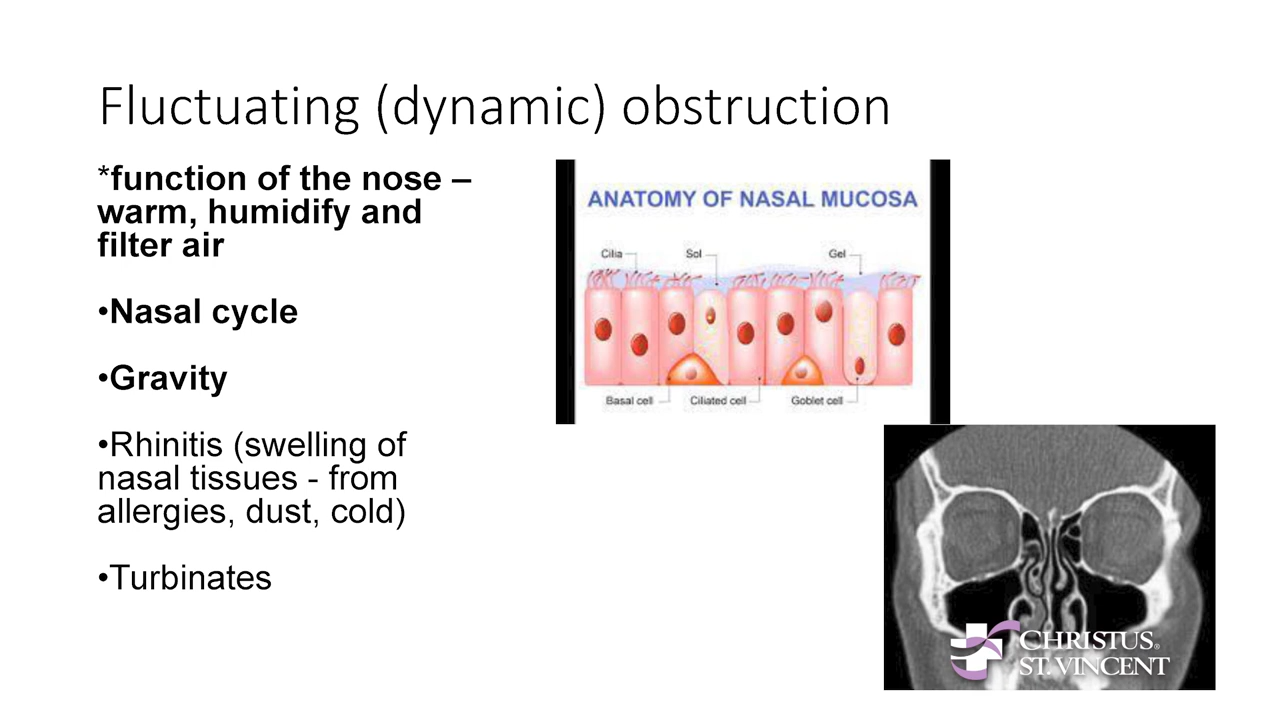 Fluctuating (dynamic) obstruction
*function of the nose –
warm, humidify and
filter air
•Nasal cycle
•Gravity
•Rhinitis (swelling of
nasal tissues - from
allergies, dust, cold)
•Turbinates
ANATOMY OF NASAL MUCOSA
Cilia
Sol
Gel
Basal cell
Ciliated cell
Goblet cell
CHRISTUS®
ST. VINCENT